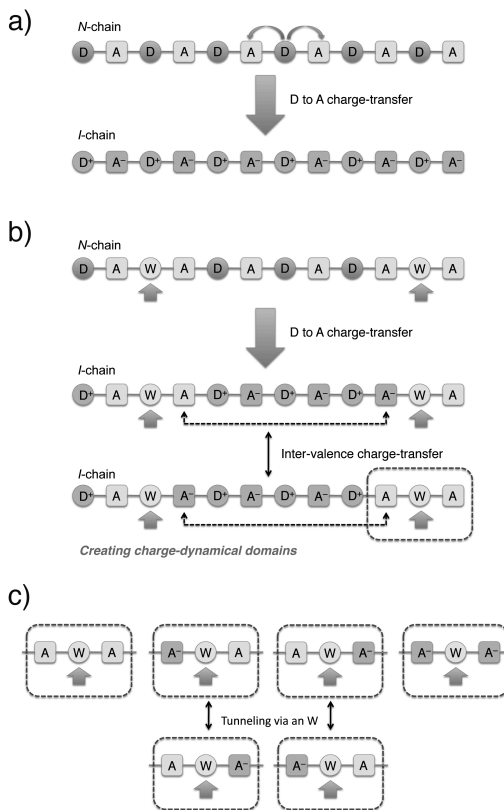 a)
N-chain
D A D A D A D A D A D A
D to A charge-transfer
I-chain
D⁺ A⁻ D⁺ A⁻ D⁺ A⁻ D⁺ A⁻ D⁺ A⁻ D⁺ A⁻
b)
N-chain
D A W A D A D A D A W A
D to A charge-transfer
I-chain
D⁺ A W A D⁺ A⁻ D⁺ A⁻ D⁺ A⁻ W A
Inter-valence charge-transfer
I-chain
D⁺ A W A⁻ D⁺ A⁻ D⁺ A⁻ D⁺ A W A
Creating charge-dynamical domains
c)
A W A A⁻ W A A W A⁻ A⁻ W A⁻
Tunneling via an W
A W A⁻ A⁻ W A